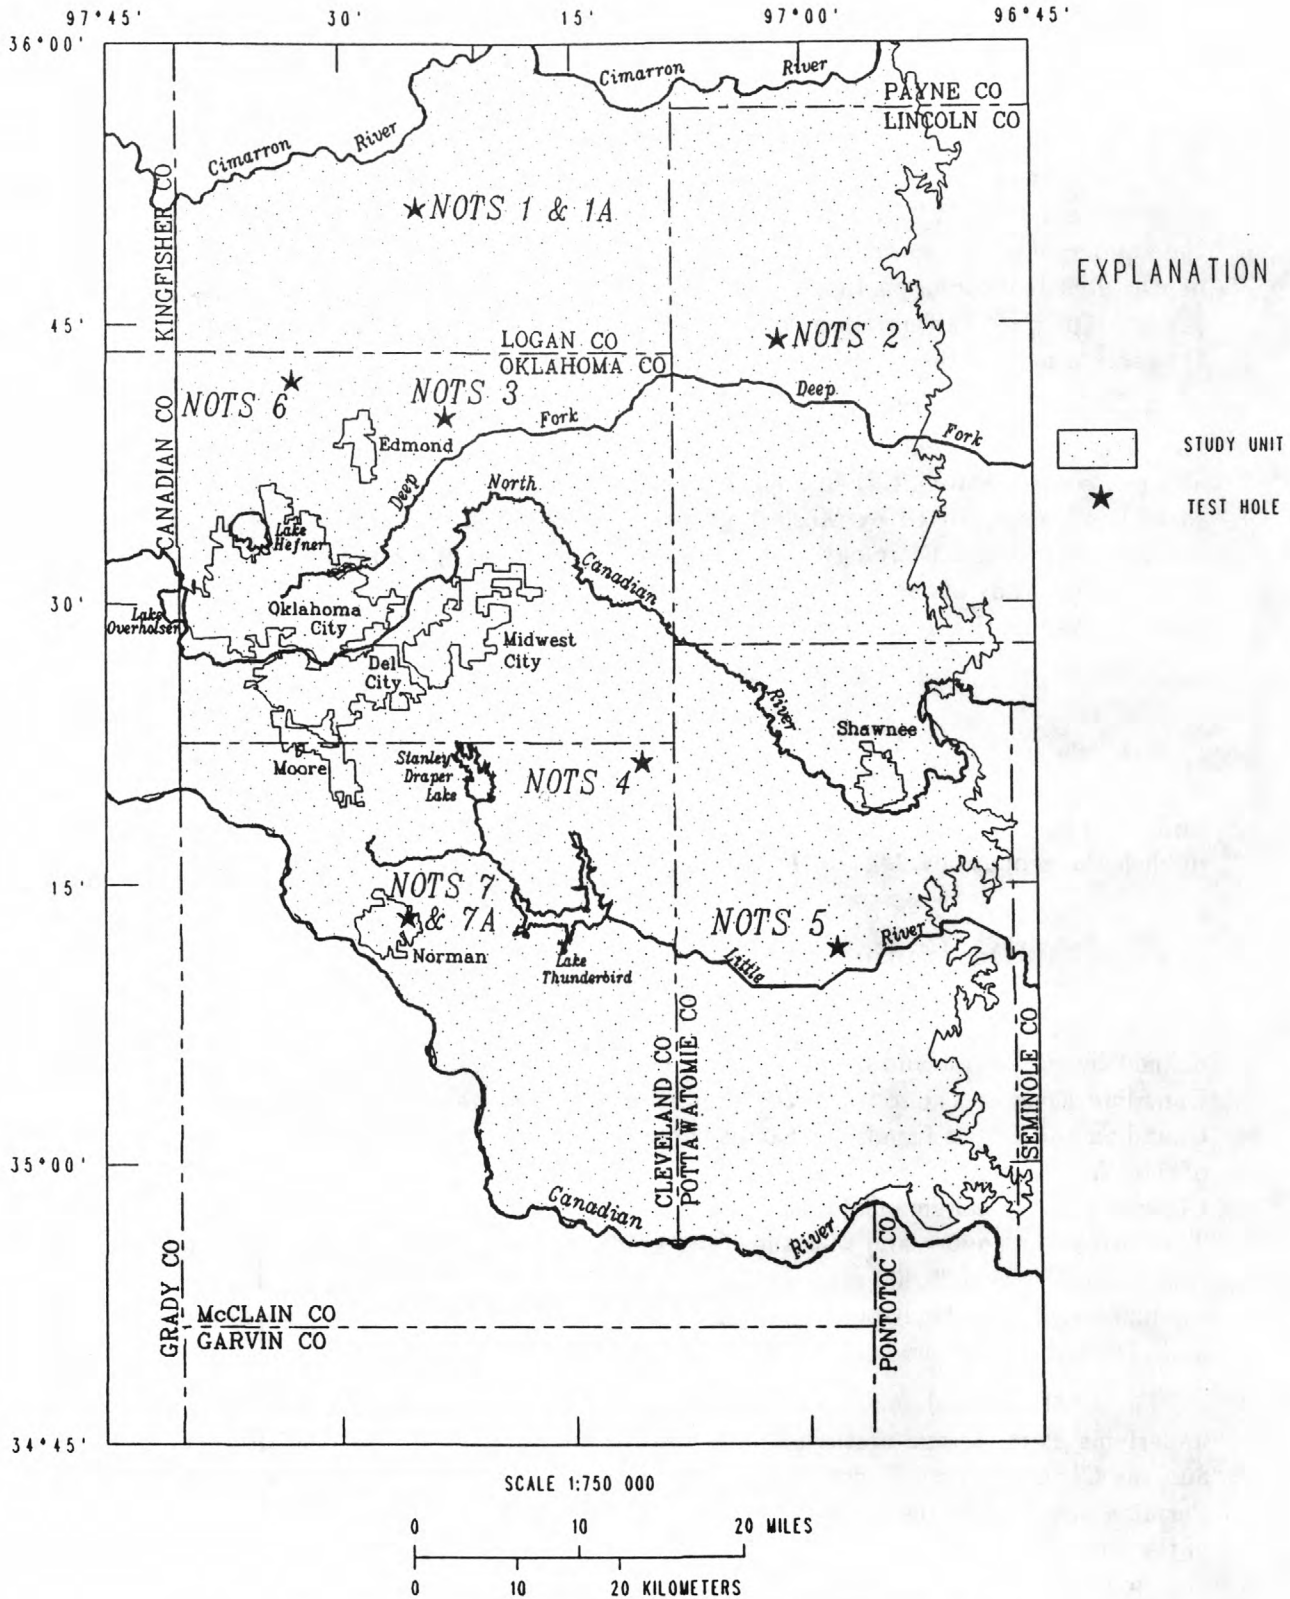 97°45' 30' 15' 97°00' 96°45'
36°00'
Cimarron River
PAYNE CO
LINCOLN CO
Cimarron River
KINGFISHER CO
NOTS 1 & 1A
EXPLANATION
45'
LOGAN CO
OKLAHOMA CO
NOTS 2
NOTS 6
NOTS 3
Deep
Fork
Fork
Edmond
CANADIAN CO
STUDY UNIT
Deep
North
TEST HOLE
Lake
Hefner
Canadian
30'
Lake
Overholser
Oklahoma
City
Midwest
City
Del
City
River
Shawnee
Moore
Stanley
Draper
Lake
NOTS 4
15'
NOTS 7
& 7A
NOTS 5
River
Norman
Lake
Thunderbird
Little
CLEVELAND CO
POTTAWATOMIE CO
SEMINOLE CO
35°00'
Canadian
River
GRADY CO
McCLAIN CO
GARVIN CO
PONTOTOC CO
34°45'
SCALE 1:750 000
0 10 20 MILES
0 10 20 KILOMETERS